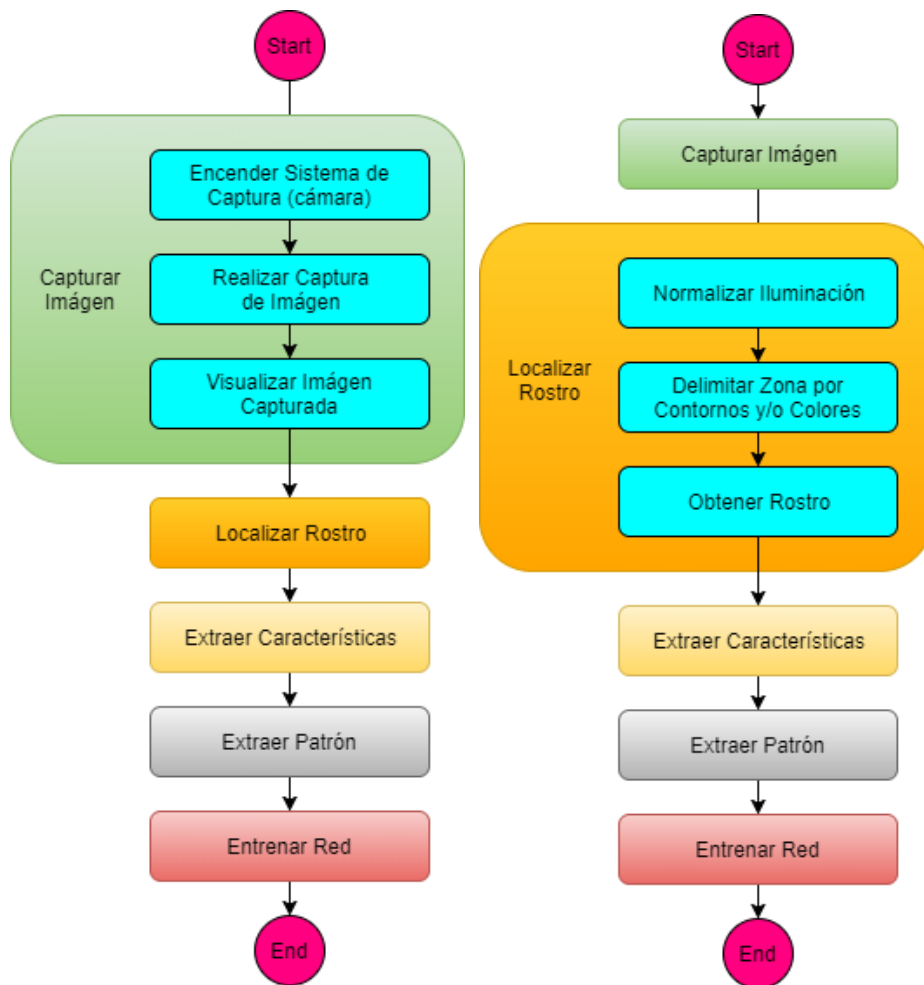 Start
Encender Sistema de
Captura (cámara)
Capturar
Imágen
Realizar Captura
de Imágen
Visualizar Imágen
Capturada
Localizar Rostro
Extraer Característícas
Extraer Patrón
Entrenar Red
End
Start
Capturar Imágen
Normalizar Iluminación
Localizar
Rostro
Delimitar Zona por
Contornos y/o Colores
Obtener Rostro
Extraer Característícas
Extraer Patrón
Entrenar Red
End